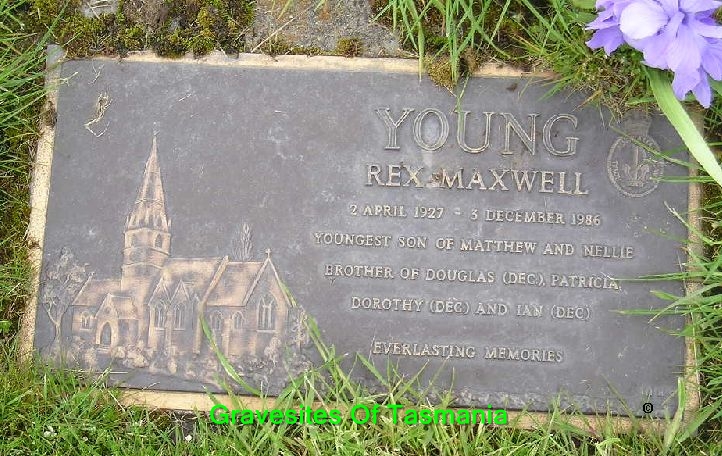 YOUNG
REX MAXWELL
2 APRIL 1927 - 3 DECEMBER 1986
YOUNGEST SON OF MATTHEW AND NELLIE
BROTHER OF DOUGLAS (DEC), PATRICIA,
DOROTHY (DEC) AND IAN (DEC)
EVERLASTING MEMORIES
Gravesites Of Tasmania